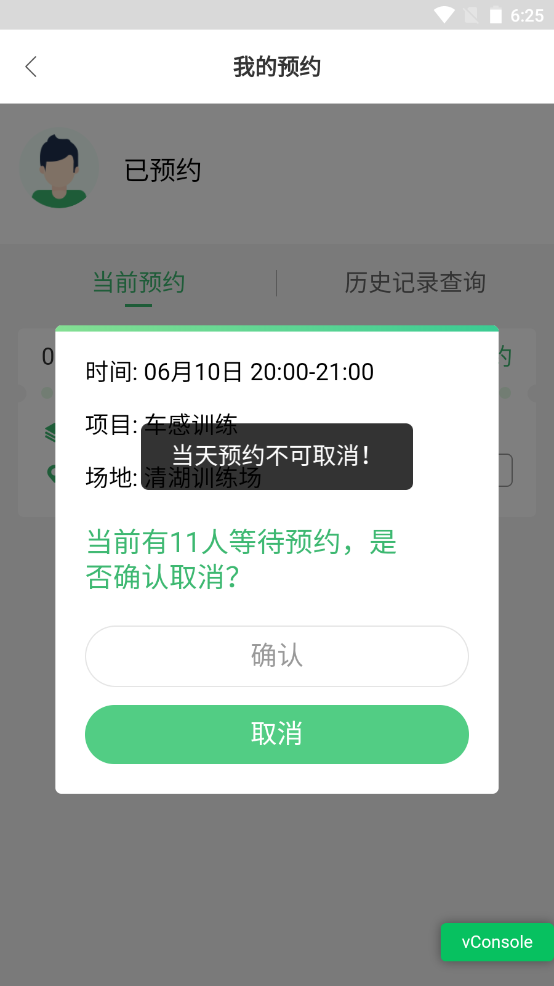 6:25
我的预约
已预约
当前预约
历史记录查询
0
约
时间: 06月10日 20:00-21:00
项目: 车感训练
当天预约不可取消！
场地: 清湖训练场
当前有11人等待预约，是
否确认取消？
确认
取消
vConsole